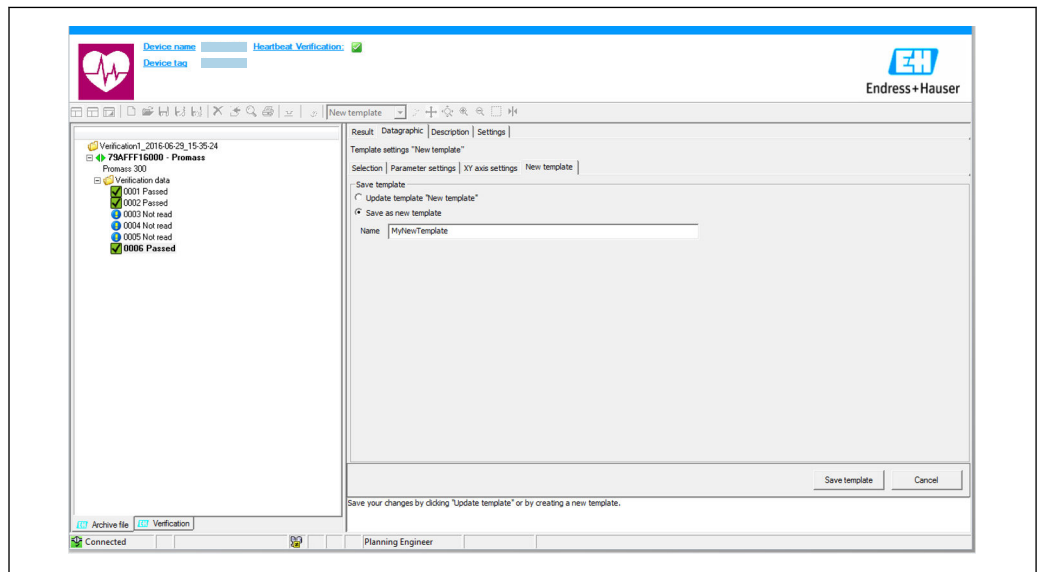 Device name Heartbeat Verification:
Device tag
EH
Endress+Hauser
New template
Result Datagraphic Description Settings
Verification1_2016-06-29_15-35-24
79AFFF16000 - Promass
Promass 300
Verification data
0001 Passed
0002 Passed
0003 Not read
0004 Not read
0005 Not read
0006 Passed
Template settings "New template"
Selection Parameter settings XY axis settings New template
Save template
Update template "New template"
Save as new template
Name MyNewTemplate
Save template Cancel
Save your changes by clicking "Update template" or by creating a new template.
Archive file Verification
Connected Planning Engineer